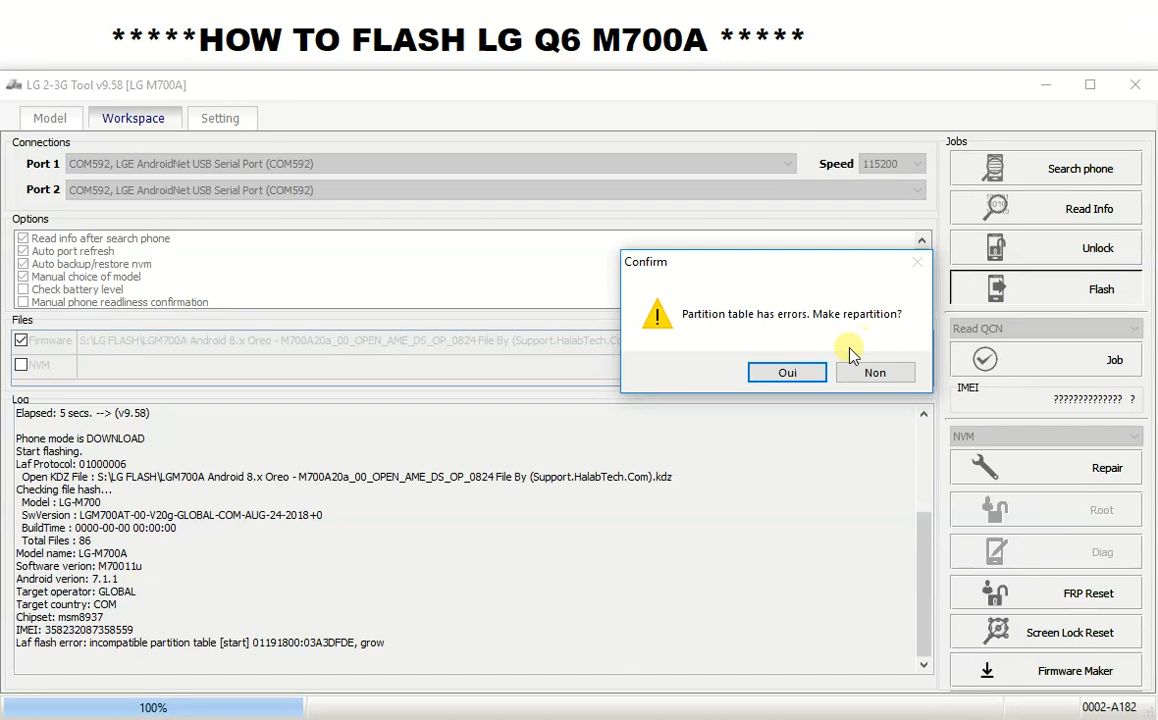 *****HOW TO FLASH LG Q6 M700A *****
LG 2-3G Tool v9.58 [LG M700A]
Model
Workspace
Setting
Connections
Port 1
COM592, LGE AndroidNet USB Serial Port (COM592)
Speed
115200
Port 2
COM592, LGE AndroidNet USB Serial Port (COM592)
Options
Read info after search phone
Auto port refresh
Auto backup/restore nvm
Manual choice of model
Check battery level
Manual phone readliness confirmation
Files
Firmware
S:\LG FLASH\LGM700A Android 8.x Oreo - M700A20a_00_OPEN_AME_DS_OP_0824 File By (Support.HalabTech.Co
NVM
Confirm
Partition table has errors. Make repartition?
Oui
Non
Log
Elapsed: 5 secs. --> (v9.58)
Phone mode is DOWNLOAD
Start flashing.
Laf Protocol: 01000006
Open KDZ File : S:\LG FLASH\LGM700A Android 8.x Oreo - M700A20a_00_OPEN_AME_DS_OP_0824 File By (Support.HalabTech.Com).kdz
Checking file hash...
Model : LG-M700
SwVersion : LGM700AT-00-V20g-GLOBAL-COM-AUG-24-2018+0
BuildTime : 0000-00-00 00:00:00
Total Files : 86
Model name: LG-M700A
Software verion: M70011u
Android verion: 7.1.1
Target operator: GLOBAL
Target country: COM
Chipset: msm8937
IMEI: 358232087358559
Laf flash error: incompatible partition table [start] 01191800:03A3DFDE, grow
Jobs
Search phone
Read Info
Unlock
Flash
Read QCN
Job
IMEI
?????????????? ?
NVM
Repair
Root
Diag
FRP Reset
Screen Lock Reset
Firmware Maker
100%
0002-A182